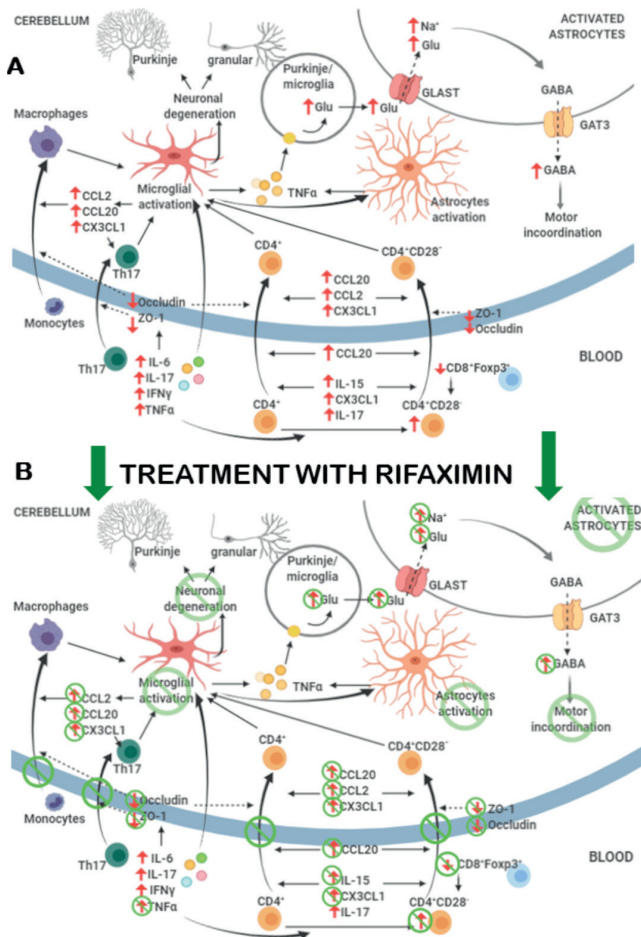 CEREBELLUM
ACTIVATED
ASTROCYTES
A
Purkinje
granular
Purkinje/
microglia
Na⁺
Glu
Glu
Glu
GLAST
GABA
GAT3
GABA
Motor
incoordination
Neuronal
degeneration
Macrophages
Microglial
activation
TNFα
Astrocytes
activation
CCL2
CCL20
CX3CL1
Th17
CD4⁺
CD4⁺CD28⁻
CCL20
CCL2
CX3CL1
Occludin
ZO-1
ZO-1
Occludin
Monocytes
BLOOD
CCL20
Th17
IL-6
IL-17
IFNγ
TNFα
IL-15
CX3CL1
IL-17
CD8⁺Foxp3⁺
CD4⁺
CD4⁺CD28⁻
B
TREATMENT WITH RIFAXIMIN
CEREBELLUM
ACTIVATED
ASTROCYTES
Purkinje
granular
Purkinje/
microglia
Na⁺
Glu
Glu
Glu
GLAST
GABA
GAT3
GABA
Motor
incoordination
Neuronal
degeneration
Macrophages
Microglial
activation
TNFα
Astrocytes
activation
CCL2
CCL20
CX3CL1
Th17
CD4⁺
CD4⁺CD28⁻
CCL20
CCL2
CX3CL1
Occludin
ZO-1
ZO-1
Occludin
Monocytes
BLOOD
CCL20
Th17
IL-6
IL-17
IFNγ
TNFα
IL-15
CX3CL1
IL-17
CD8⁺Foxp3⁺
CD4⁺
CD4⁺CD28⁻